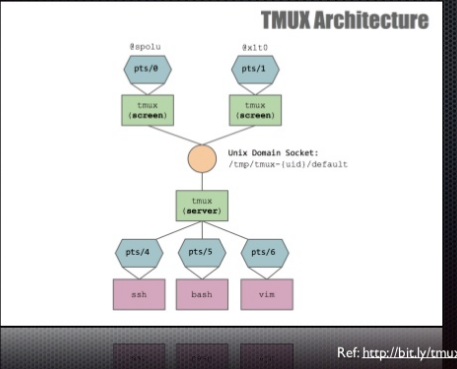 TMUX Architecture
@spolu @xlt0
pts/0 pts/1
tmux tmux
(screen) (screen)
Unix Domain Socket:
/tmp/tmux-{uid}/default
tmux
(server)
pts/4 pts/5 pts/6
ssh bash vim
Ref: http://bit.ly/tmux